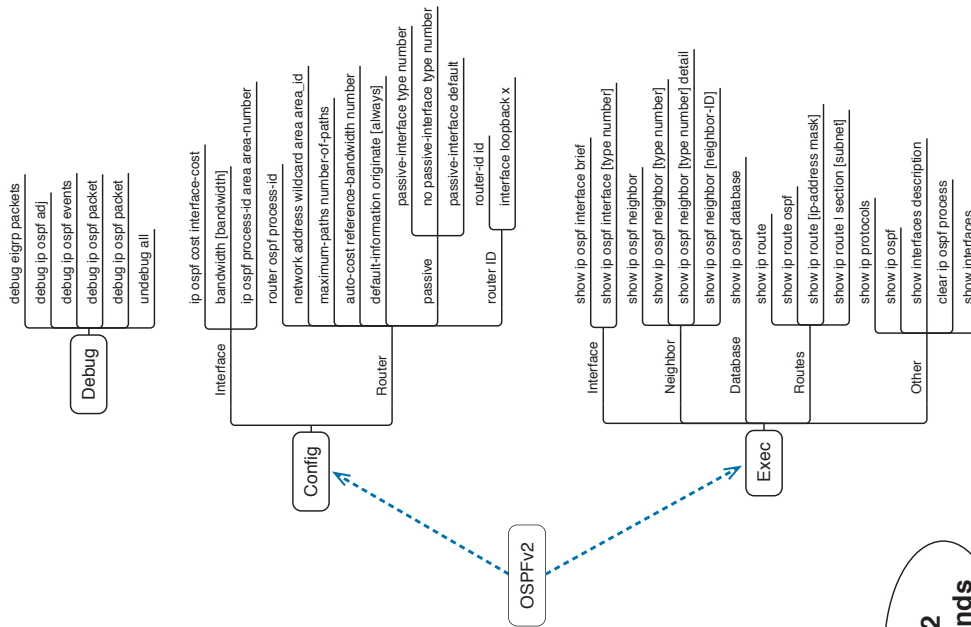 debug eigrp packets
debug ip ospf adj
debug ip ospf events
debug ip ospf packet
debug ip ospf packet
undebug all
Debug
ip ospf cost interface-cost
bandwidth [bandwidth]
ip ospf process-id area area-number
Interface
router ospf process-id
network address wildcard area area_id
maximum-paths number-of-paths
auto-cost reference-bandwidth number
default-information originate [always]
passive-interface type number
no passive-interface type number
passive-interface default
passive
router-id id
interface loopback x
router ID
Router
Config
show ip ospf interface brief
show ip ospf interface [type number]
Interface
show ip ospf neighbor
show ip ospf neighbor [type number]
show ip ospf neighbor [type number] detail
show ip ospf neighbor [neighbor-ID]
Neighbor
show ip ospf database
Database
show ip route
show ip route ospf
show ip route [ip-address mask]
show ip route | section [subnet]
Routes
show ip protocols
show ip ospf
show interfaces description
clear ip ospf process
show interfaces
Other
Exec
OSPFv2
2
nds